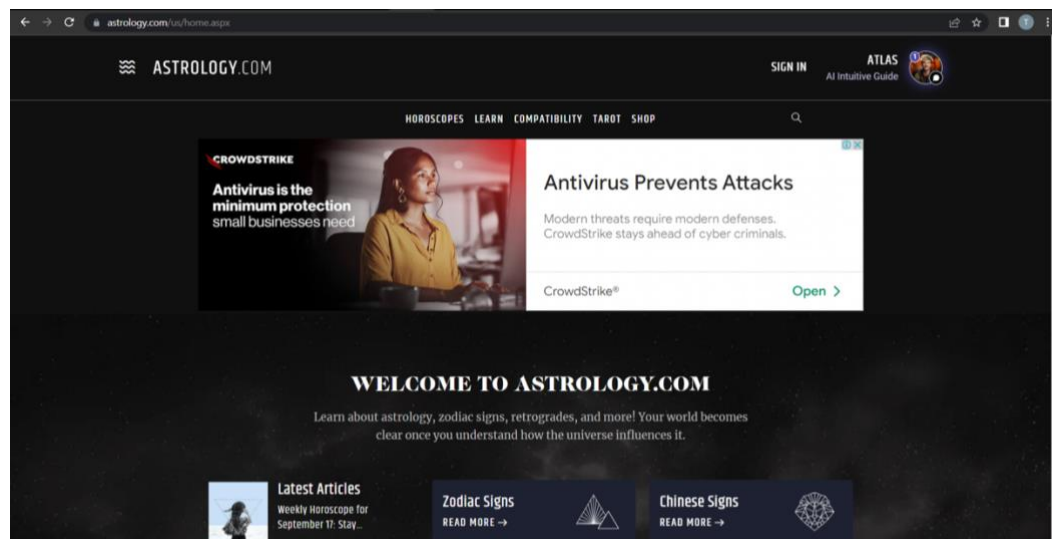 astrology.com/us/home.aspx
T
ASTROLOGY.COM
SIGN IN
ATLAS
AI Intuitive Guide
1
HOROSCOPES LEARN COMPATIBILITY TAROT SHOP
CROWDSTRIKE
Antivirus is the
minimum protection
small businesses need
Antivirus Prevents Attacks
Modern threats require modern defenses.
CrowdStrike stays ahead of cyber criminals.
CrowdStrike®
Open
WELCOME TO ASTROLOGY.COM
Learn about astrology, zodiac signs, retrogrades, and more! Your world becomes
clear once you understand how the universe influences it.
Latest Articles
Weekly Horoscope for
September 17: Stay...
Zodiac Signs
READ MORE →
Chinese Signs
READ MORE →